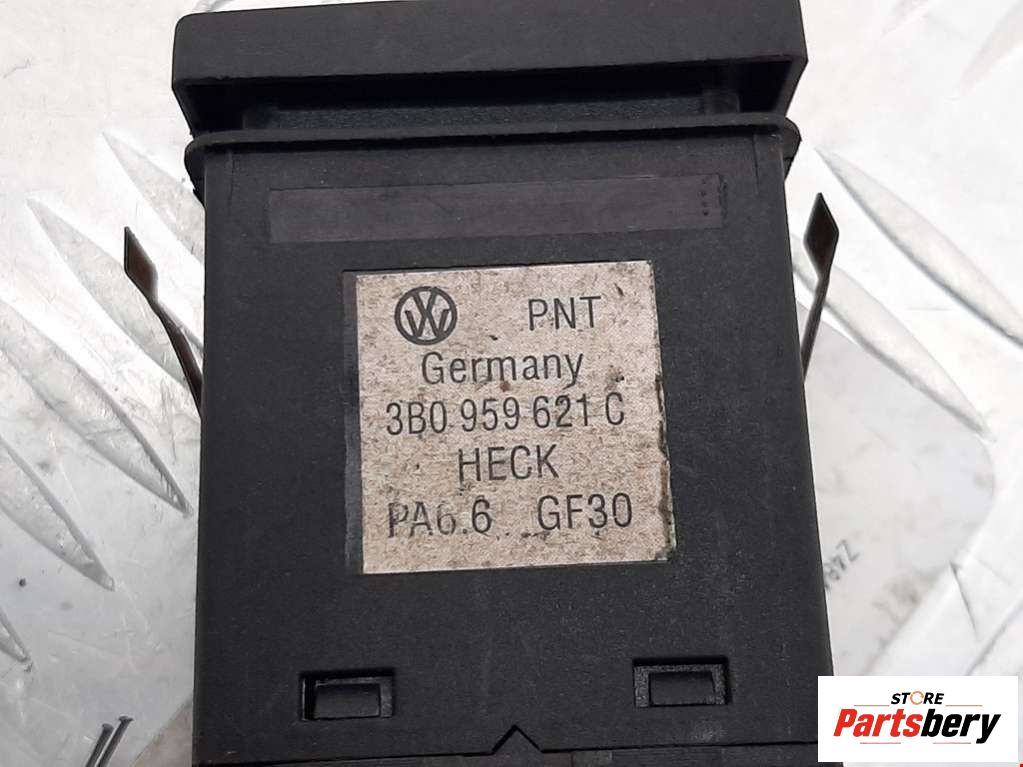 PNT
Germany
3B0 959 621 C
HECK
PA6.6 GF30
STORE
Partsbery